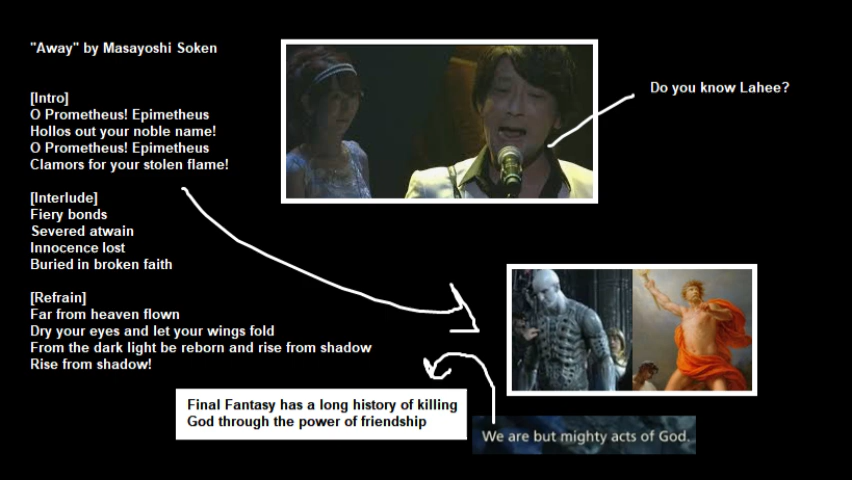 "Away" by Masayoshi Soken
[Intro]
O Prometheus! Epimetheus
Hollos out your noble name!
O Prometheus! Epimetheus
Clamors for your stolen flame!
[Interlude]
Fiery bonds
Severed atwain
Innocence lost
Buried in broken faith
[Refrain]
Far from heaven flown
Dry your eyes and let your wings fold
From the dark light be reborn and rise from shadow
Rise from shadow!
Do you know Lahee?
Final Fantasy has a long history of killing
God through the power of friendship
We are but mighty acts of God.